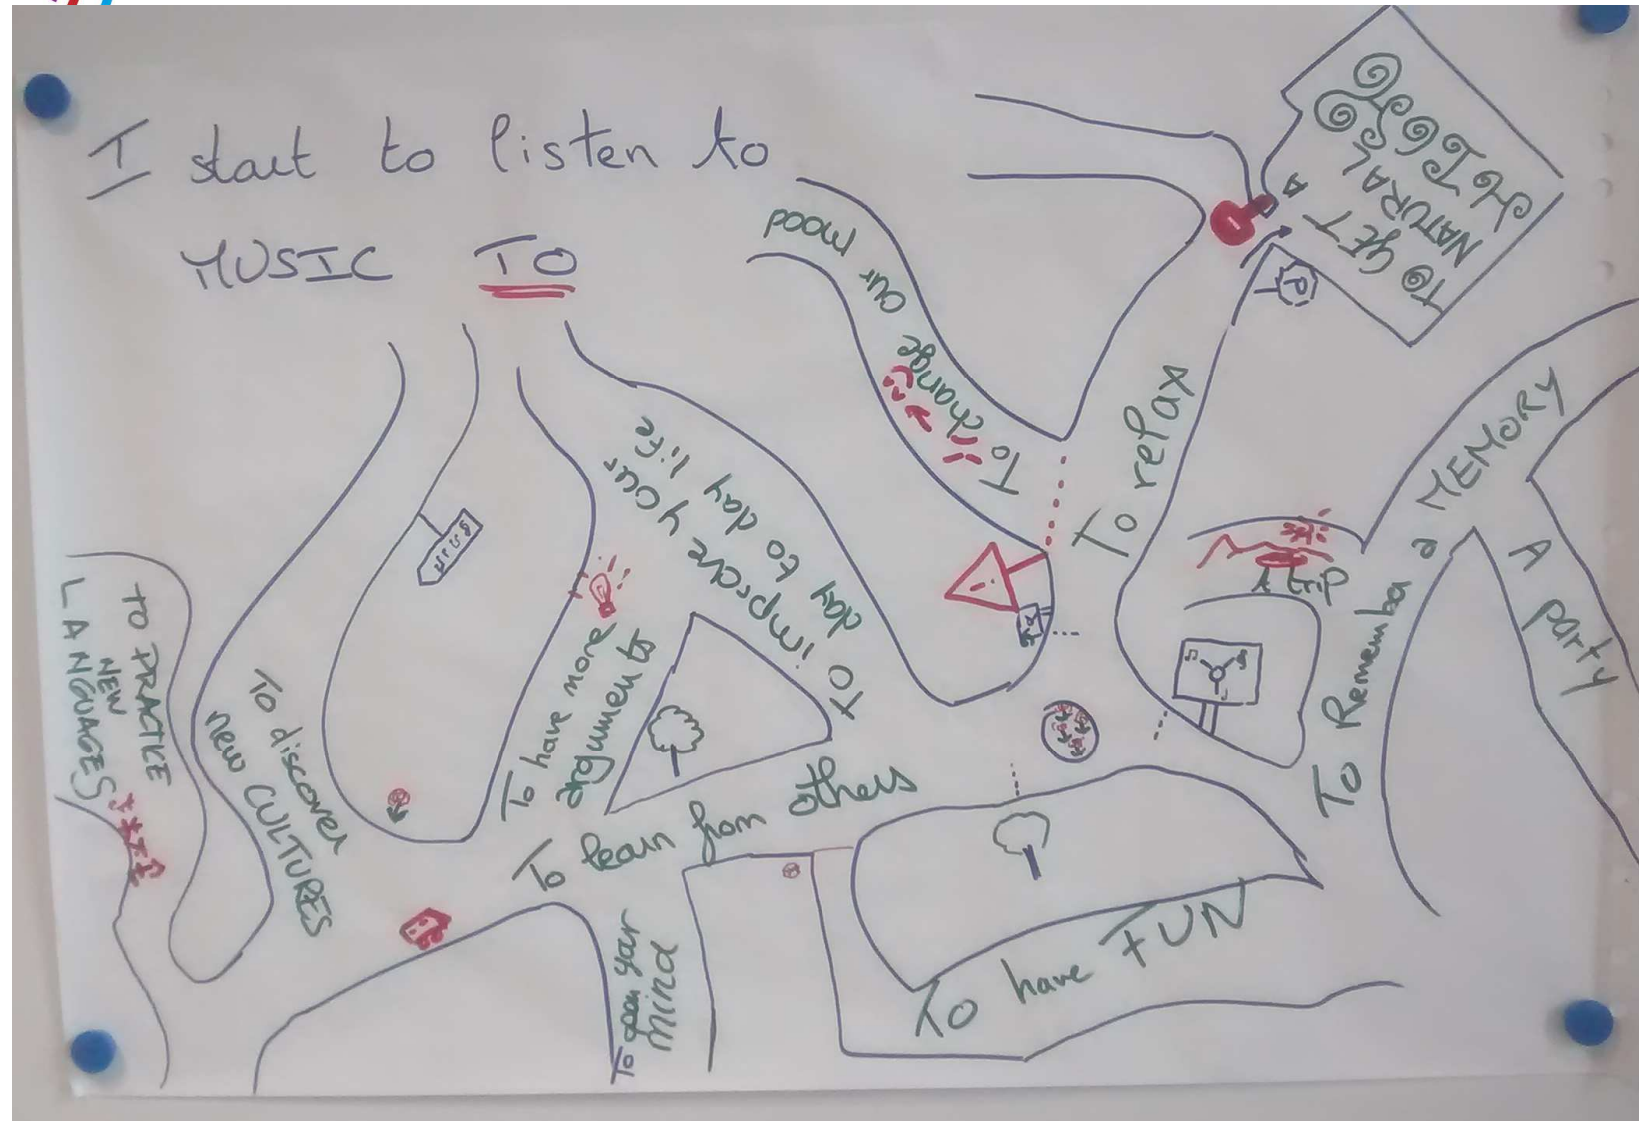 I start to listen to
MUSIC TO
To change
our mood
To relax
TO GET
NATURAL
A
P
To improve your
day to day life
To have more
arguments
To learn from others
To open your
mind
To discover
new CULTURES
TO PRACTICE
NEW
LANGUAGES
To have FUN
To Remember a MEMORY
A trip
A party